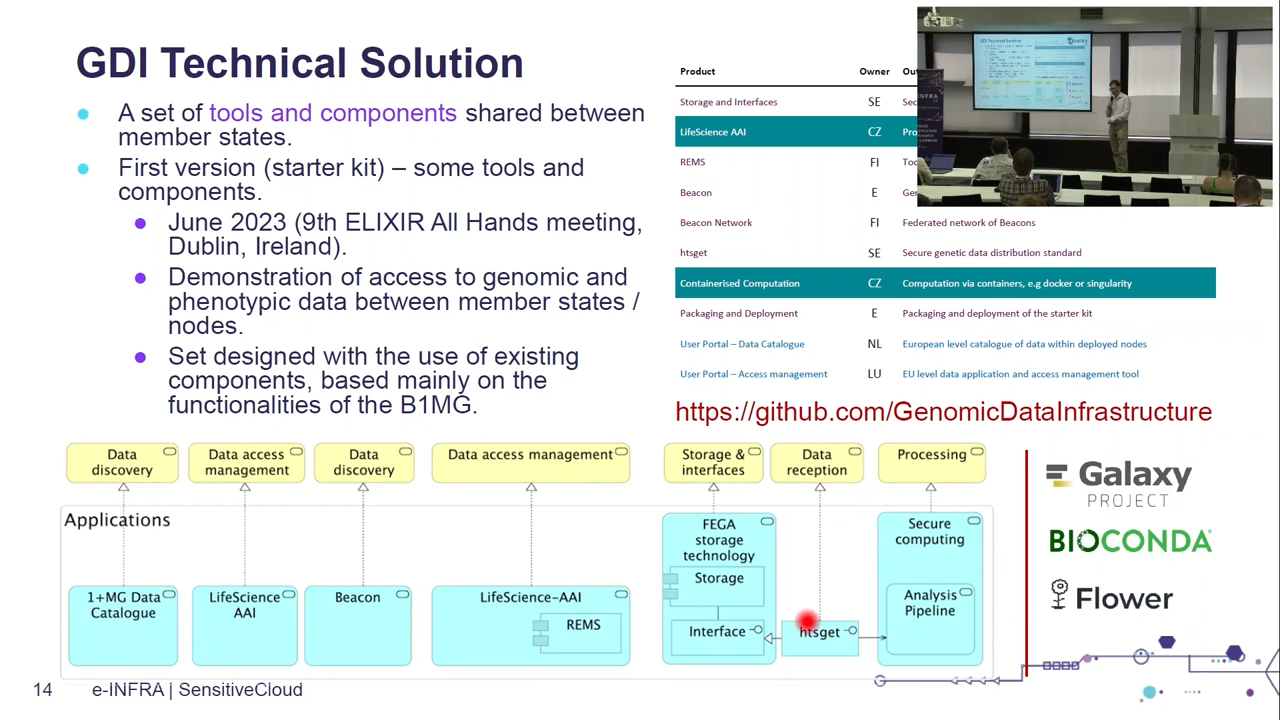 GDI Technical Solution
A set of tools and components shared between
member states.
First version (starter kit) – some tools and
components.
June 2023 (9th ELIXIR All Hands meeting,
Dublin, Ireland).
Demonstration of access to genomic and
phenotypic data between member states /
nodes.
Set designed with the use of existing
components, based mainly on the
functionalities of the B1MG.
Product Owner
Storage and Interfaces SE
LifeScience AAI CZ
REMS FI
Beacon E
Beacon Network FI Federated network of Beacons
htsget SE Secure genetic data distribution standard
Containerised Computation CZ Computation via containers, e.g docker or singularity
Packaging and Deployment E Packaging and deployment of the starter kit
User Portal – Data Catalogue NL European level catalogue of data within deployed nodes
User Portal – Access management LU EU level data application and access management tool
https://github.com/GenomicDataInfrastructure
Data
discovery
Data access
management
Data
discovery
Data access management
Storage &
interfaces
Data
reception
Processing
Applications
1+MG Data
Catalogue
LifeScience
AAI
Beacon
LifeScience-AAI
REMS
FEGA
storage
technology
Storage
Interface
htsget
Secure
computing
Analysis
Pipeline
Galaxy
PROJECT
BIOCONDA
Flower
14 e-INFRA | SensitiveCloud